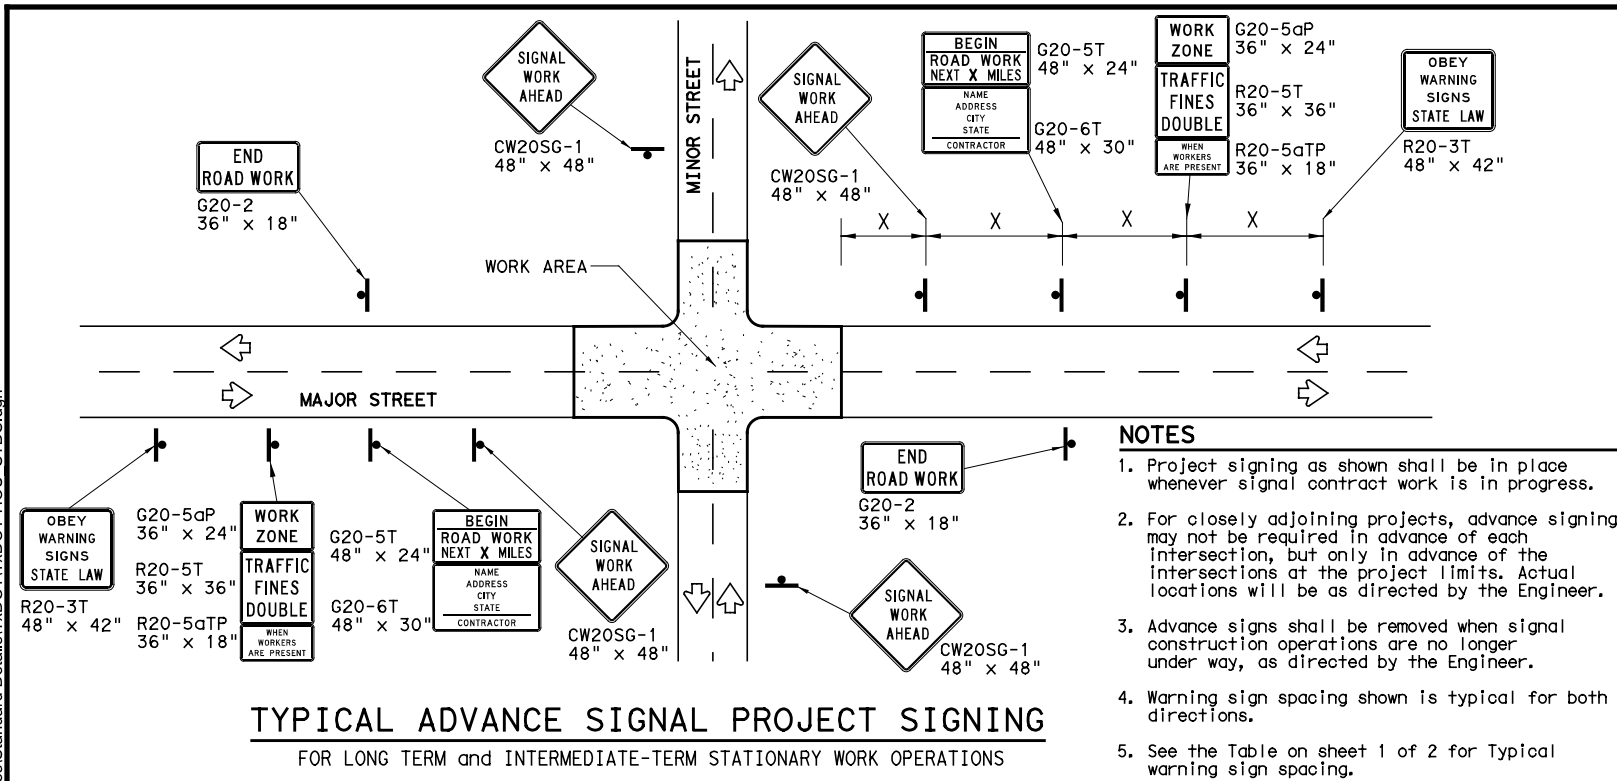 SIGNAL
WORK
AHEAD
CW20SG-1
48" x 48"
MINOR STREET
SIGNAL
WORK
AHEAD
CW20SG-1
48" x 48"
BEGIN
ROAD WORK
NEXT X MILES
NAME
ADDRESS
CITY
STATE
CONTRACTOR
G20-5T
48" x 24"
G20-6T
48" x 30"
WORK
ZONE
TRAFFIC
FINES
DOUBLE
WHEN
WORKERS
ARE PRESENT
G20-5aP
36" x 24"
R20-5T
36" x 36"
R20-5aTP
36" x 18"
OBEY
WARNING
SIGNS
STATE LAW
R20-3T
48" x 42"
END
ROAD WORK
G20-2
36" x 18"
X X X X
WORK AREA
MAJOR STREET
OBEY
WARNING
SIGNS
STATE LAW
R20-3T
48" x 42"
G20-5aP
36" x 24"
R20-5T
36" x 36"
R20-5aTP
36" x 18"
WORK
ZONE
TRAFFIC
FINES
DOUBLE
WHEN
WORKERS
ARE PRESENT
G20-5T
48" x 24"
G20-6T
48" x 30"
BEGIN
ROAD WORK
NEXT X MILES
NAME
ADDRESS
CITY
STATE
CONTRACTOR
SIGNAL
WORK
AHEAD
CW20SG-1
48" x 48"
END
ROAD WORK
G20-2
36" x 18"
SIGNAL
WORK
AHEAD
CW20SG-1
48" x 48"
TYPICAL ADVANCE SIGNAL PROJECT SIGNING
FOR LONG TERM and INTERMEDIATE-TERM STATIONARY WORK OPERATIONS
NOTES
1. Project signing as shown shall be in place
whenever signal contract work is in progress.
2. For closely adjoining projects, advance signing
may not be required in advance of each
intersection, but only in advance of the
intersections at the project limits. Actual
locations will be as directed by the Engineer.
3. Advance signs shall be removed when signal
construction operations are no longer
under way, as directed by the Engineer.
4. Warning sign spacing shown is typical for both
directions.
5. See the Table on sheet 1 of 2 for Typical
warning sign spacing.